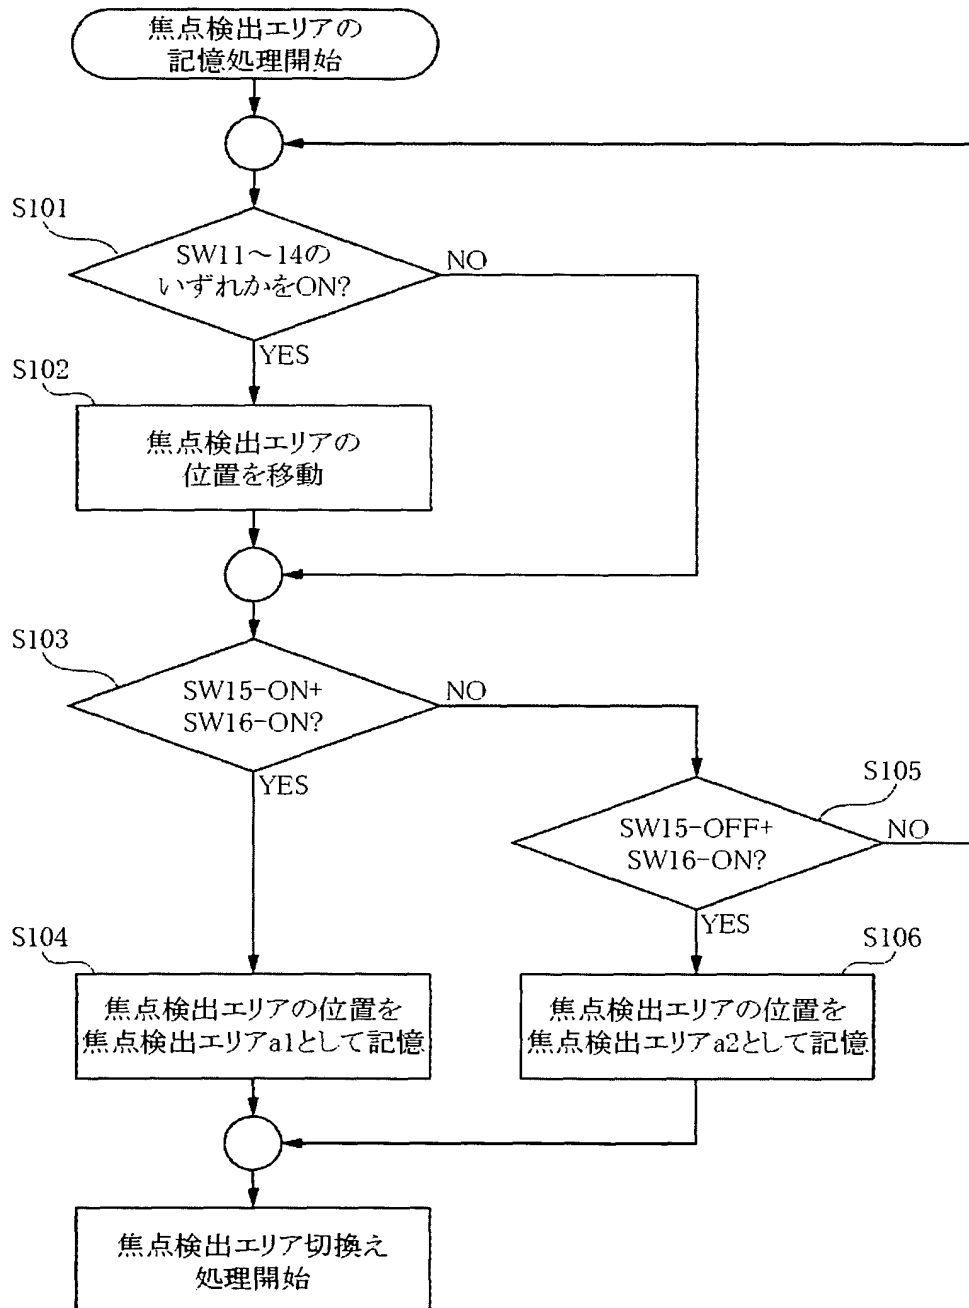 焦点検出エリアの
記憶処理開始
S101
SW11～14の
いずれかをON?
NO
YES
S102
焦点検出エリアの
位置を移動
S103
SW15-ON+
SW16-ON?
NO
YES
S105
SW15-OFF+
SW16-ON?
NO
YES
S104
焦点検出エリアの位置を
焦点検出エリアa1として記憶
S106
焦点検出エリアの位置を
焦点検出エリアa2として記憶
焦点検出エリア切換え
処理開始